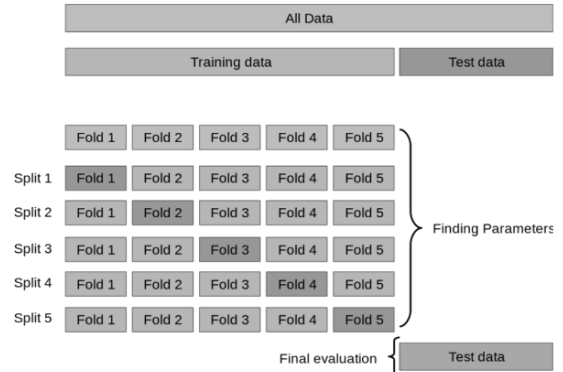 All Data
Training data Test data
Fold 1 Fold 2 Fold 3 Fold 4 Fold 5
Split 1 Fold 1 Fold 2 Fold 3 Fold 4 Fold 5
Split 2 Fold 1 Fold 2 Fold 3 Fold 4 Fold 5
Finding Parameters
Split 3 Fold 1 Fold 2 Fold 3 Fold 4 Fold 5
Split 4 Fold 1 Fold 2 Fold 3 Fold 4 Fold 5
Split 5 Fold 1 Fold 2 Fold 3 Fold 4 Fold 5
Final evaluation Test data